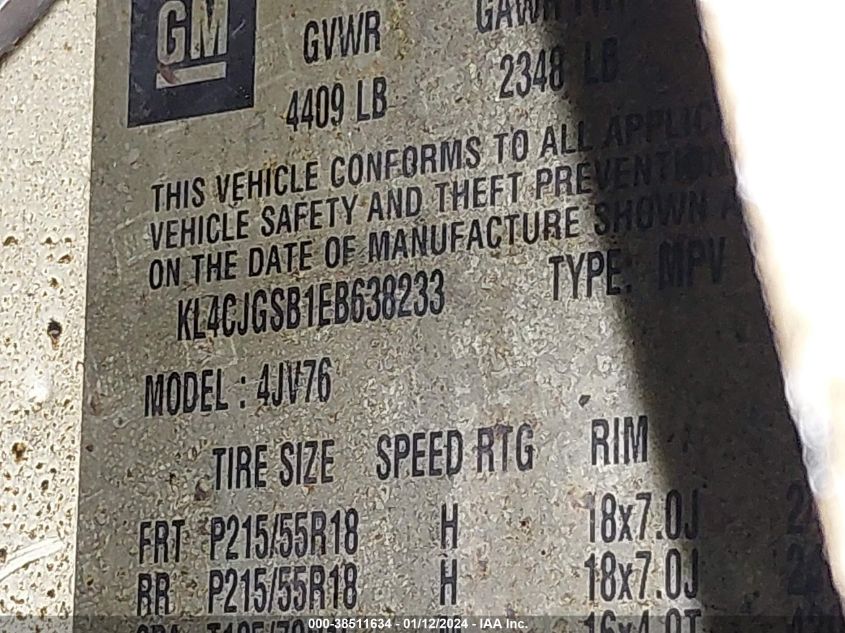 GM
GVWR
4409 LB
2348 LB
THIS VEHICLE CONFORMS TO ALL
VEHICLE SAFETY AND THEFT PREVENTION
ON THE DATE OF MANUFACTURE SHOWN
KL4CJGSB1EB638233 TYPE: MPV
MODEL : 4JV76
TIRE SIZE SPEED RTG RIM
FRT P215/55R18 H 18x7.0J
RR P215/55R18 H 18x7.0J
000-38511634 - 01/12/2024 - IAA Inc.